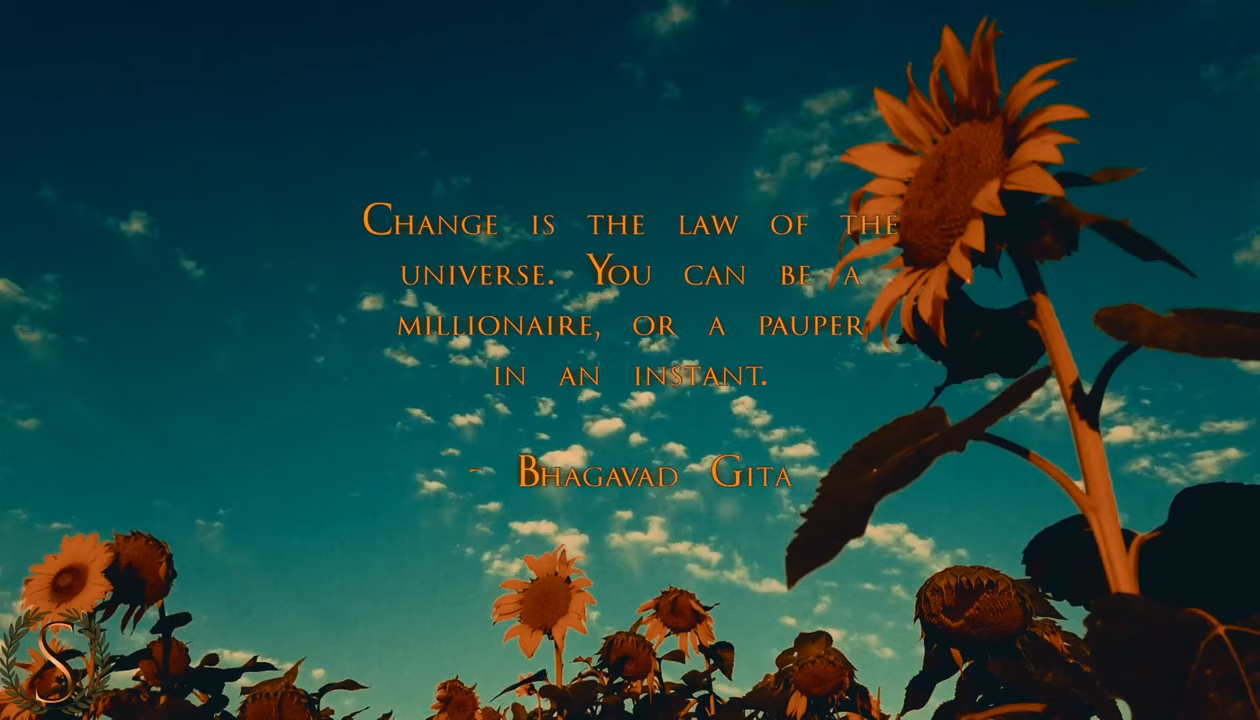 Change is the law of the
universe. You can be a
millionaire, or a pauper
in an instant.
- Bhagavad Gita
S